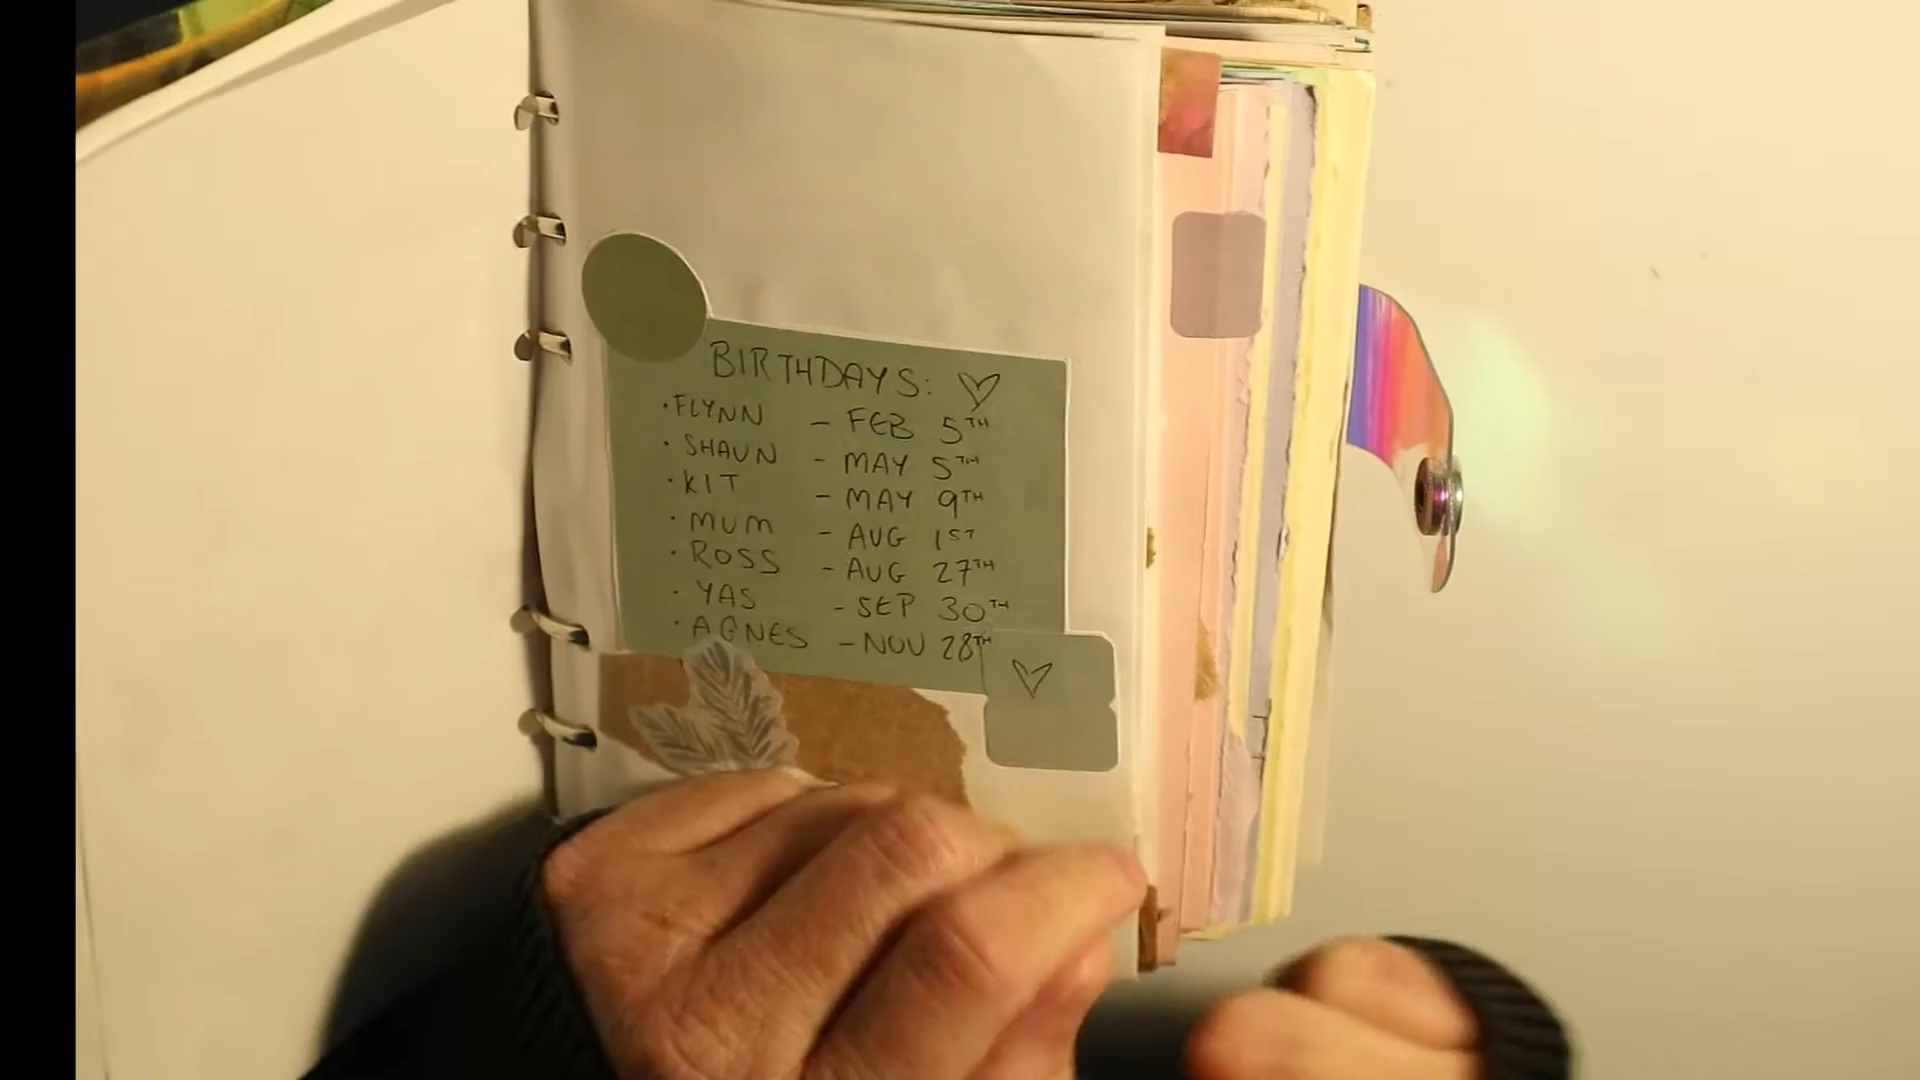 BIRTHDAYS:
• FLYNN – FEB 5TH
• SHAUN – MAY 5TH
• KIT – MAY 9TH
• MUM – AUG 1ST
• ROSS – AUG 27TH
• YAS – SEP 30TH
• AGNES – NOV 28TH